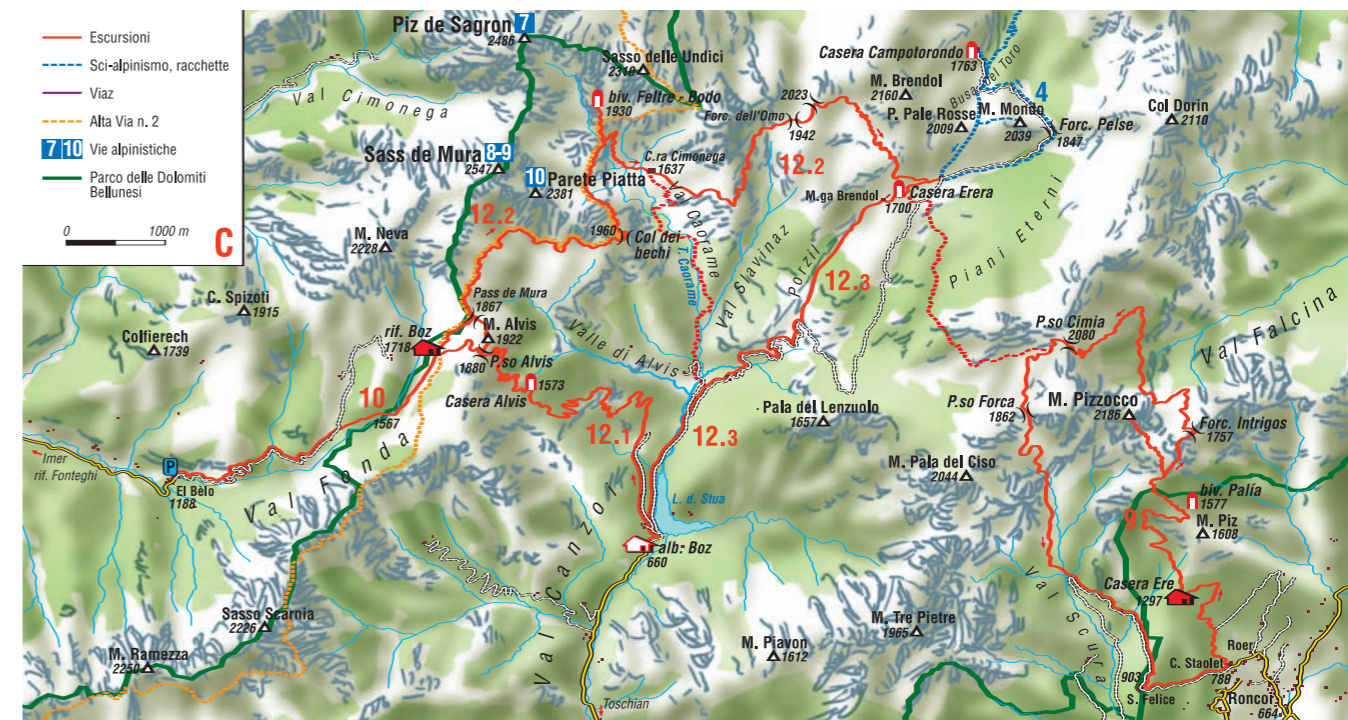 Escursioni
Sci-alpinismo, racchette
Viaz
Alta Via n. 2
7 10 Vie alpinistiche
Parco delle Dolomiti
Bellunesi
0 1000 m
C
Piz de Sagron 7
2486
Sasso delle Undici
2310
biv. Feltre - Bodo
1930
Val Cimonega
Sass de Mura 8-9
2547
10 Parete Piatta
2381
C.ra Cimonega
1637
Val Caorame
T. Caorame
12.2
1960
Col dei
bechi
M. Neva
2228
C. Spizoti
1915
Coltierech
1739
Pass de Mura
1867
rif. Boz
1718
M. Alvis
1922
P.so Alvis
1880
1573
Casera Alvis
Valle di Alvis
10
1567
Imer
rif. Fonteghi
P
El Bèlo
1188
Val Fonda
12.1
12.3
L. d. Stua
alb. Boz
660
Val Canzoi
Toschian
Sasso Scarnia
2226
M. Ramezza
2250
Casera Campotorondo
1763
Busa del Toro
4
M. Brendol
2160
P. Pale Rosse
2009
M. Mondo
2039
Forc. Pelse
1847
Col Dorin
2110
2023
Forc. dell'Omo
1942
12.2
M.ga Brendol
Casera Erera
1700
Val Slavinaz
Porzil
12.3
Piani Eterni
P.so Cimia
2080
Val Falcina
Pala del Lenzuolo
1657
P.so Forca
1862
M. Pizzocco
2186
Forc. Intrigos
1757
M. Pala del Ciso
2044
biv. Palía
1577
9
M. Piz
1608
Casera Ere
1297
Val Scura
M. Tre Pietre
1965
M. Piavon
1612
Roer
C. Staolet
786
903
S. Felice
Roncoi
664